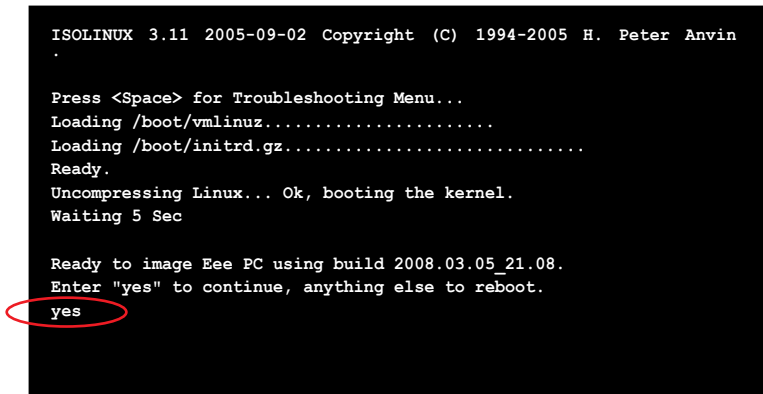 ISOLINUX 3.11 2005-09-02 Copyright (C) 1994-2005 H. Peter Anvin
.
Press <Space> for Troubleshooting Menu...
Loading /boot/vmlinuz.......................
Loading /boot/initrd.gz..............................
Ready.
Uncompressing Linux... Ok, booting the kernel.
Waiting 5 Sec
Ready to image Eee PC using build 2008.03.05_21.08.
Enter "yes" to continue, anything else to reboot.
yes